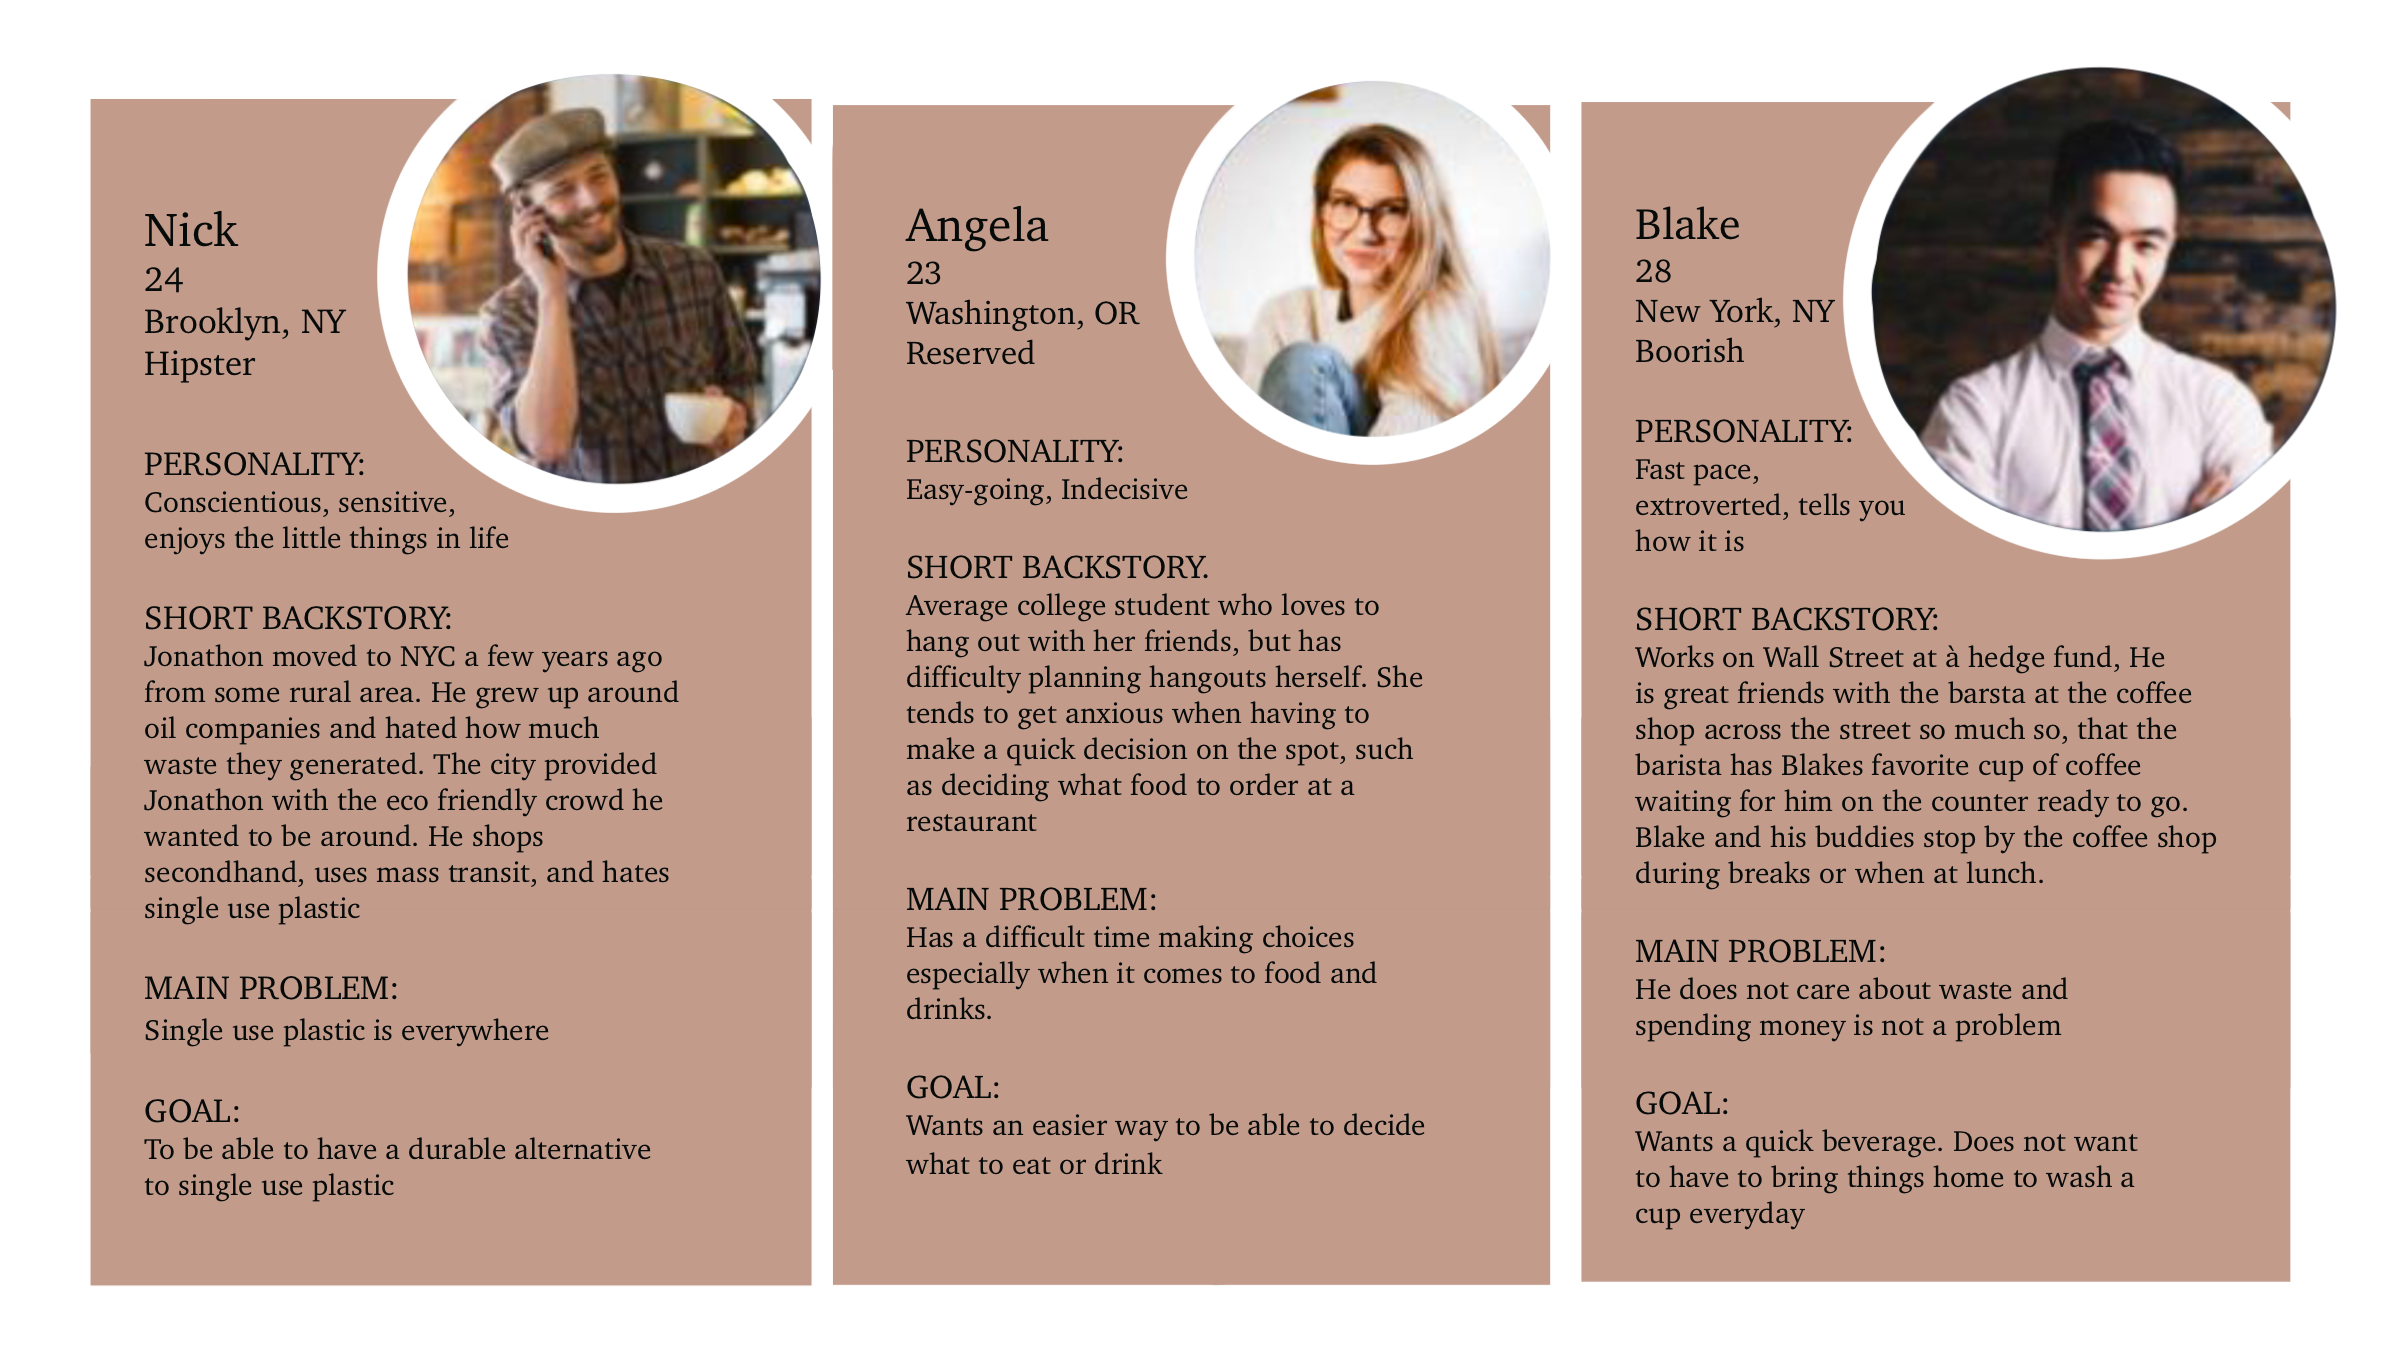 Nick
24
Brooklyn, NY
Hipster
PERSONALITY:
Conscientious, sensitive,
enjoys the little things in life
SHORT BACKSTORY:
Jonathon moved to NYC a few years ago
from some rural area. He grew up around
oil companies and hated how much
waste they generated. The city provided
Jonathon with the eco friendly crowd he
wanted to be around. He shops
secondhand, uses mass transit, and hates
single use plastic
MAIN PROBLEM:
Single use plastic is everywhere
GOAL:
To be able to have a durable alternative
to single use plastic
Angela
23
Washington, OR
Reserved
PERSONALITY:
Easy-going, Indecisive
SHORT BACKSTORY.
Average college student who loves to
hang out with her friends, but has
difficulty planning hangouts herself. She
tends to get anxious when having to
make a quick decision on the spot, such
as deciding what food to order at a
restaurant
MAIN PROBLEM:
Has a difficult time making choices
especially when it comes to food and
drinks.
GOAL:
Wants an easier way to be able to decide
what to eat or drink
Blake
28
New York, NY
Boorish
PERSONALITY:
Fast pace,
extroverted, tells you
how it is
SHORT BACKSTORY:
Works on Wall Street at à hedge fund, He
is great friends with the barsta at the coffee
shop across the street so much so, that the
barista has Blakes favorite cup of coffee
waiting for him on the counter ready to go.
Blake and his buddies stop by the coffee shop
during breaks or when at lunch.
MAIN PROBLEM:
He does not care about waste and
spending money is not a problem
GOAL:
Wants a quick beverage. Does not want
to have to bring things home to wash a
cup everyday